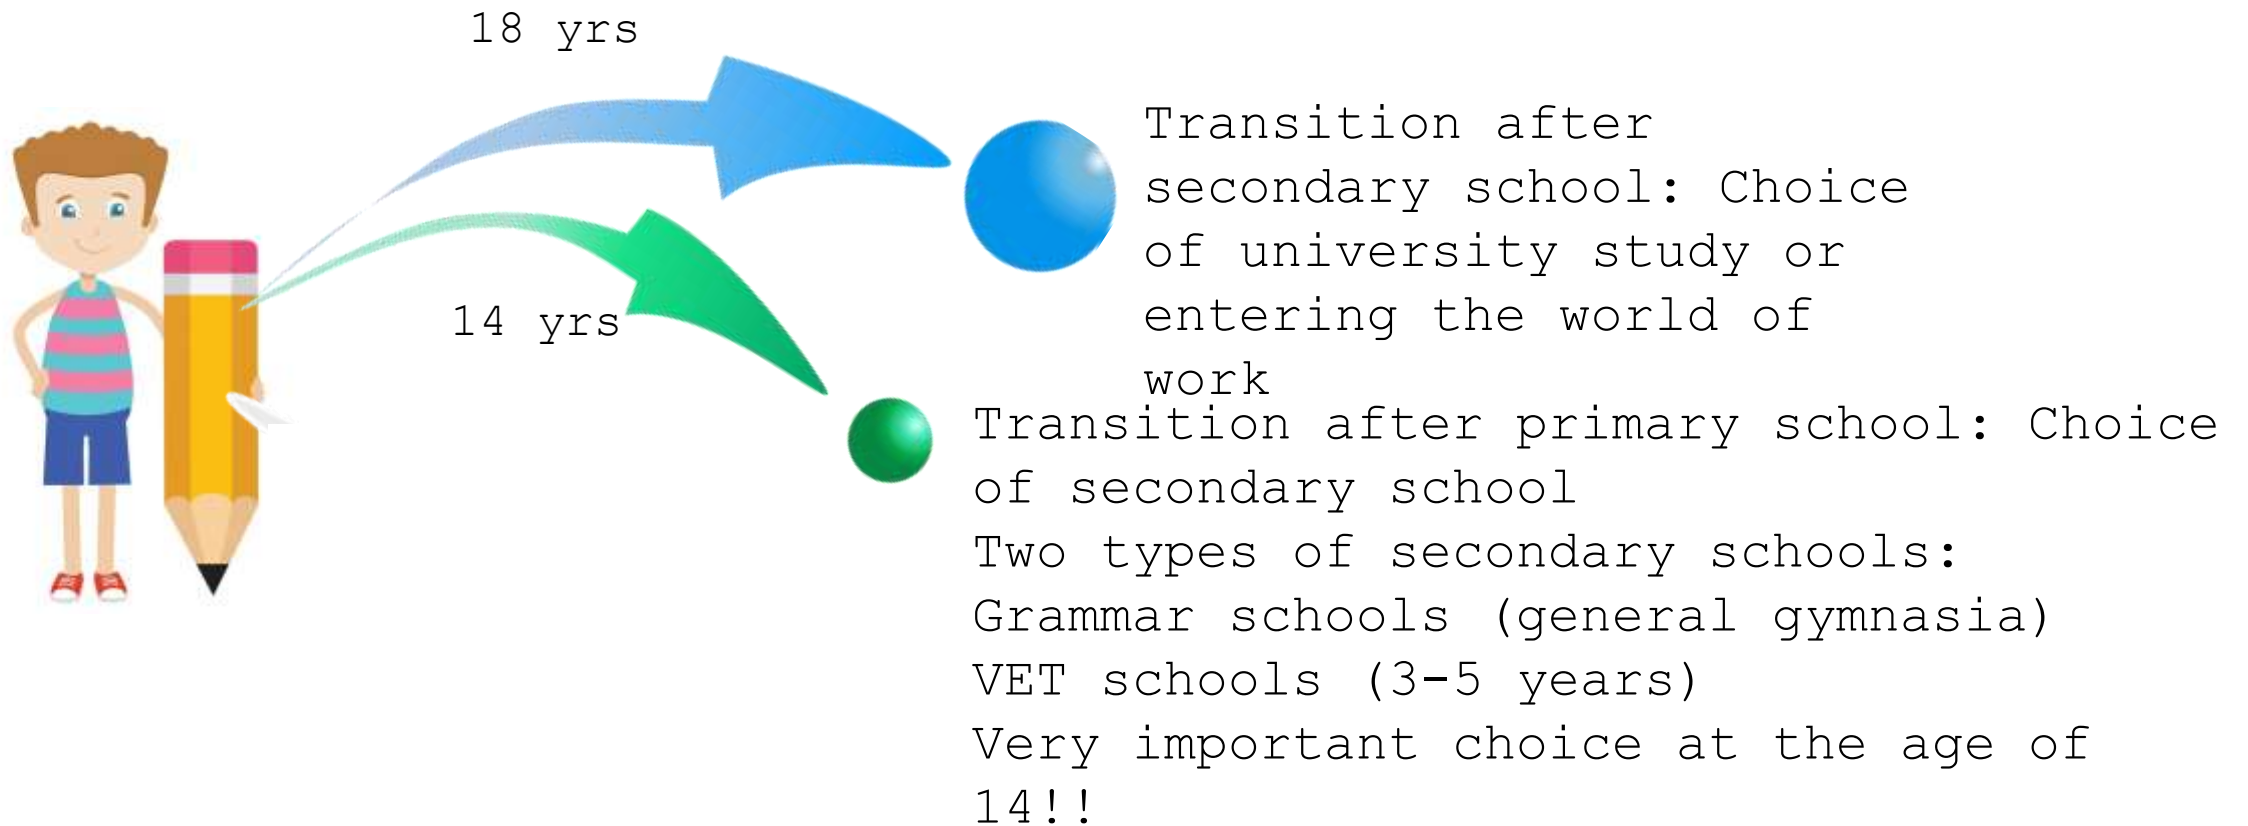 18 yrs
Transition after
secondary school: Choice
of university study or
entering the world of
work
14 yrs
Transition after primary school: Choice
of secondary school
Two types of secondary schools:
Grammar schools (general gymnasia)
VET schools (3-5 years)
Very important choice at the age of
14!!